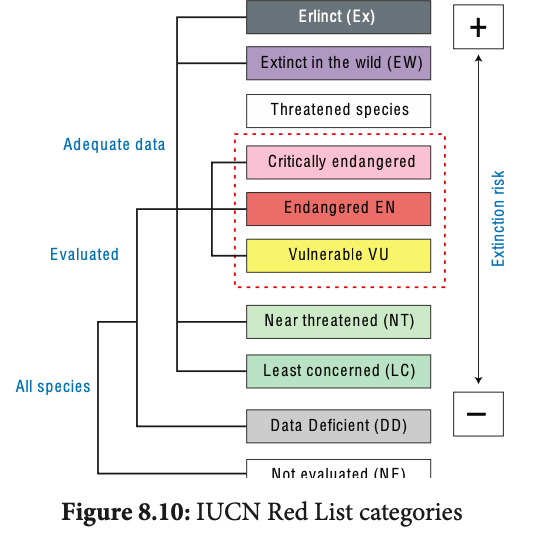 Erlinct (Ex)
+
Extinct in the wild (EW)
Threatened species
Adequate data
Critically endangered
Endangered EN
Extinction risk
Evaluated
Vulnerable VU
Near threatened (NT)
Least concerned (LC)
All species
−
Data Deficient (DD)
Not evaluated (NE)
Figure 8.10: IUCN Red List categories